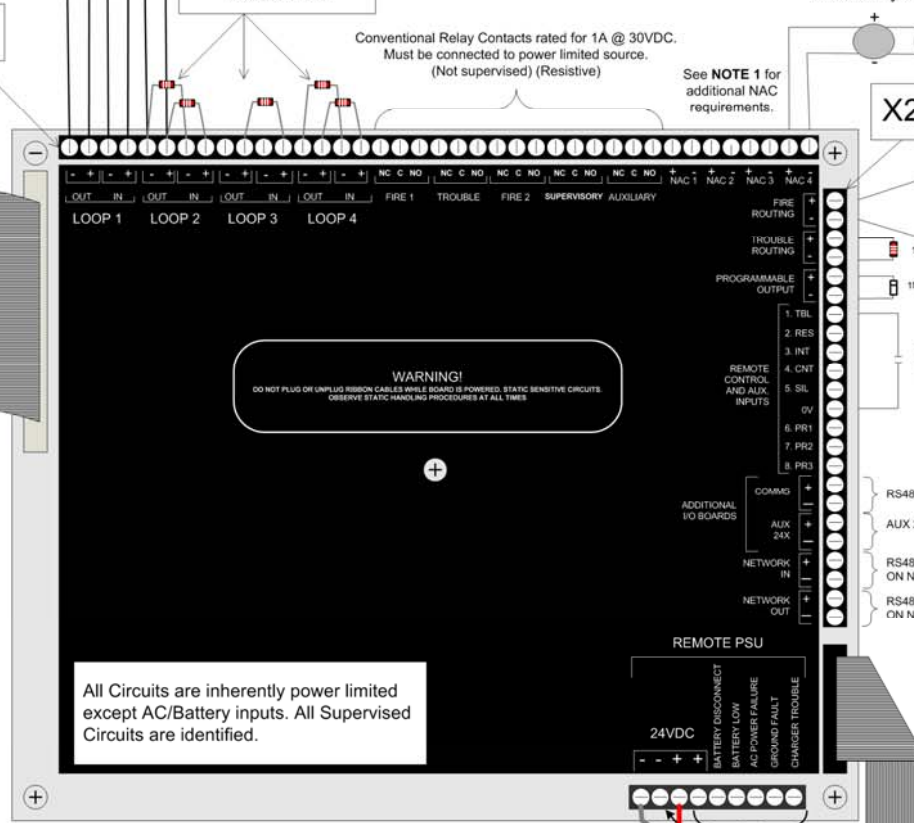 Conventional Relay Contacts rated for 1A @ 30VDC.
Must be connected to power limited source.
(Not supervised) (Resistive)
See NOTE 1 for
additional NAC
requirements.
+
-
X2
- + - + - + - + - + - + - + - + NC C NO NC C NO NC C NO NC C NO NC C NO + - + - + - + -
NAC 1 NAC 2 NAC 3 NAC 4
OUT IN OUT IN OUT IN OUT IN FIRE 1 TROUBLE FIRE 2 SUPERVISORY AUXILIARY
LOOP 1 LOOP 2 LOOP 3 LOOP 4
FIRE
ROUTING
+
-
TROUBLE
ROUTING
+
-
PROGRAMMABLE
OUTPUT
+
-
1. TBL
2. RES
3. INT
4. CNT
5. SIL
0V
6. PR1
7. PR2
8. PR3
REMOTE
CONTROL
AND AUX.
INPUTS
WARNING!
DO NOT PLUG OR UNPLUG RIBBON CABLES WHILE BOARD IS POWERED. STATIC SENSITIVE CIRCUITS.
OBSERVE STATIC HANDLING PROCEDURES AT ALL TIMES
ADDITIONAL
I/O BOARDS
COMMS
+
-
AUX
24X
+
-
NETWORK
IN
+
-
NETWORK
OUT
+
-
RS48
AUX
RS48
ON N
RS48
ON N
REMOTE PSU
24VDC
- - + +
BATTERY DISCONNECT
BATTERY LOW
AC POWER FAILURE
GROUND FAULT
CHARGER TROUBLE
All Circuits are inherently power limited
except AC/Battery inputs. All Supervised
Circuits are identified.